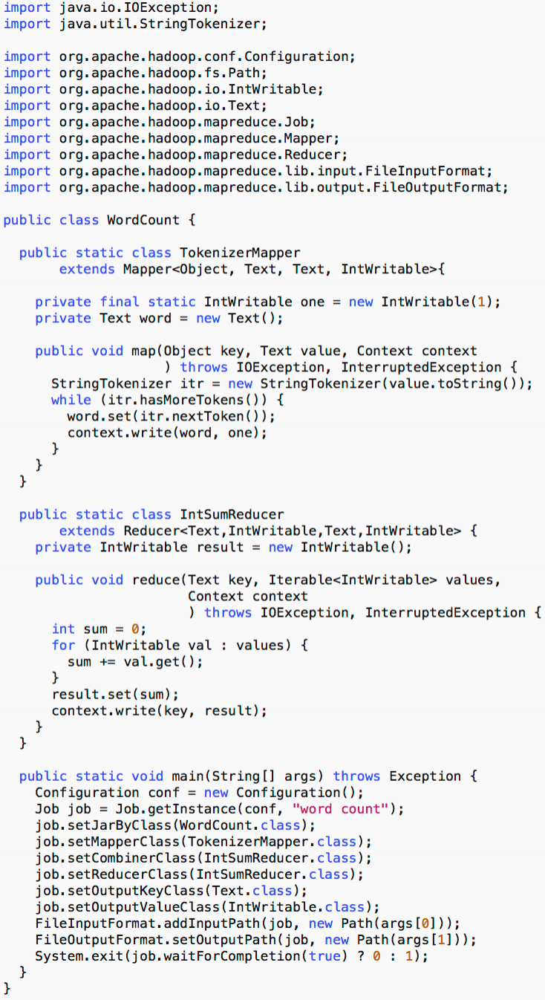 import java.io.IOException;
import java.util.StringTokenizer;

import org.apache.hadoop.conf.Configuration;
import org.apache.hadoop.fs.Path;
import org.apache.hadoop.io.IntWritable;
import org.apache.hadoop.io.Text;
import org.apache.hadoop.mapreduce.Job;
import org.apache.hadoop.mapreduce.Mapper;
import org.apache.hadoop.mapreduce.Reducer;
import org.apache.hadoop.mapreduce.lib.input.FileInputFormat;
import org.apache.hadoop.mapreduce.lib.output.FileOutputFormat;

public class WordCount {

  public static class TokenizerMapper
       extends Mapper<Object, Text, Text, IntWritable>{

    private final static IntWritable one = new IntWritable(1);
    private Text word = new Text();

    public void map(Object key, Text value, Context context
                    ) throws IOException, InterruptedException {
      StringTokenizer itr = new StringTokenizer(value.toString());
      while (itr.hasMoreTokens()) {
        word.set(itr.nextToken());
        context.write(word, one);
      }
    }
  }

  public static class IntSumReducer
       extends Reducer<Text,IntWritable,Text,IntWritable> {
    private IntWritable result = new IntWritable();

    public void reduce(Text key, Iterable<IntWritable> values,
                       Context context
                       ) throws IOException, InterruptedException {
      int sum = 0;
      for (IntWritable val : values) {
        sum += val.get();
      }
      result.set(sum);
      context.write(key, result);
    }
  }

  public static void main(String[] args) throws Exception {
    Configuration conf = new Configuration();
    Job job = Job.getInstance(conf, "word count");
    job.setJarByClass(WordCount.class);
    job.setMapperClass(TokenizerMapper.class);
    job.setCombinerClass(IntSumReducer.class);
    job.setReducerClass(IntSumReducer.class);
    job.setOutputKeyClass(Text.class);
    job.setOutputValueClass(IntWritable.class);
    FileInputFormat.addInputPath(job, new Path(args[0]));
    FileOutputFormat.setOutputPath(job, new Path(args[1]));
    System.exit(job.waitForCompletion(true) ? 0 : 1);
  }
}